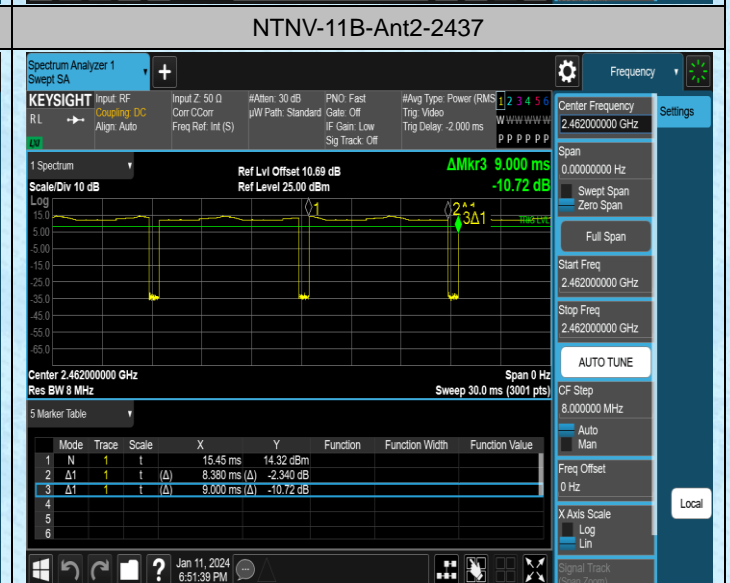 NTNV-11B-Ant2-2437
Spectrum Analyzer 1
Swept SA
Frequency
KEYSIGHT
RL
Input: RF
Coupling: DC
Align: Auto
Input Z: 50 Ω
Corr CCorr
Freq Ref: Int (S)
#Atten: 30 dB
µW Path: Standard
PNO: Fast
Gate: Off
IF Gain: Low
Sig Track: Off
#Avg Type: Power (RMS
Trig: Video
Trig Delay: -2.000 ms
1 2 3 4 5 6
W W W W W W
P P P P P P
Center Frequency
2.462000000 GHz
Settings
Span
0.00000000 Hz
Swept Span
Zero Span
Full Span
Start Freq
2.462000000 GHz
Stop Freq
2.462000000 GHz
AUTO TUNE
CF Step
8.000000 MHz
Auto
Man
Freq Offset
0 Hz
X Axis Scale
Log
Lin
Signal Track
(Span Zoom)
Local
1 Spectrum
Scale/Div 10 dB
Ref Lvl Offset 10.69 dB
Ref Level 25.00 dBm
ΔMkr3 9.000 ms
-10.72 dB
Log
15.0
5.00
-5.00
-15.0
-25.0
-35.0
-45.0
-55.0
-65.0
1
3Δ1
Center 2.462000000 GHz
Res BW 8 MHz
Span 0 Hz
Sweep 30.0 ms (3001 pts)
5 Marker Table
Mode Trace Scale X Y Function Function Width Function Value
1 N 1 t 15.45 ms 14.32 dBm
2 Δ1 1 t (Δ) 8.380 ms (Δ) -2.340 dB
3 Δ1 1 t (Δ) 9.000 ms (Δ) -10.72 dB
4
5
6
?
Jan 11, 2024
6:51:39 PM